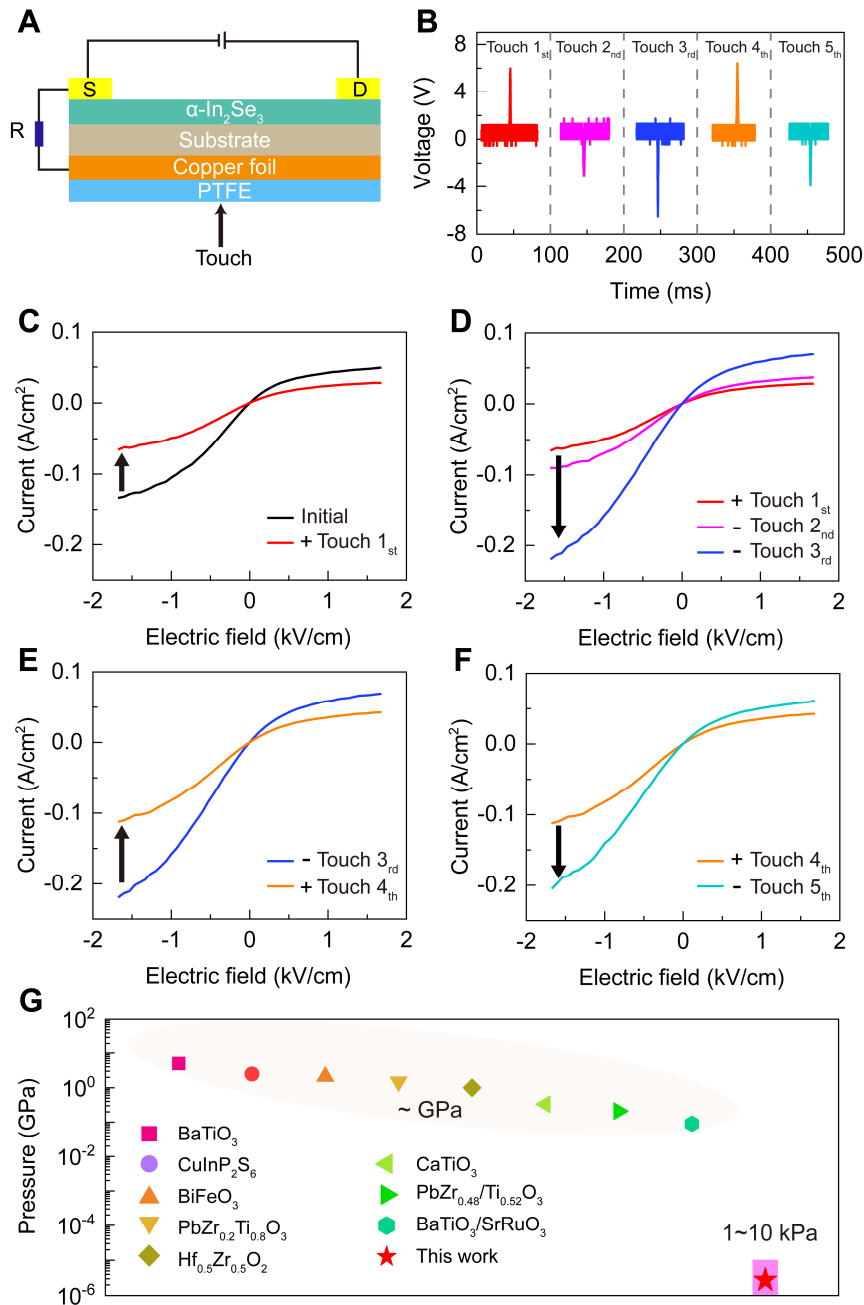 A
S
D
α-In2Se3
R
Substrate
Copper foil
PTFE
Touch
B
Voltage (V)
8
4
0
-4
-8
Touch 1st
Touch 2nd
Touch 3rd
Touch 4th
Touch 5th
0 100 200 300 400 500
Time (ms)
C
Current (A/cm2)
0.1
0.0
-0.1
-0.2
Initial
+ Touch 1st
-2 -1 0 1 2
Electric field (kV/cm)
D
Current (A/cm2)
0.1
0.0
-0.1
-0.2
+ Touch 1st
- Touch 2nd
- Touch 3rd
-2 -1 0 1 2
Electric field (kV/cm)
E
Current (A/cm2)
0.1
0.0
-0.1
-0.2
- Touch 3rd
+ Touch 4th
-2 -1 0 1 2
Electric field (kV/cm)
F
Current (A/cm2)
0.1
0.0
-0.1
-0.2
+ Touch 4th
- Touch 5th
-2 -1 0 1 2
Electric field (kV/cm)
G
Pressure (GPa)
10^2
10^0
10^-2
10^-4
10^-6
~ GPa
BaTiO3
CuInP2S6
BiFeO3
PbZr0.2Ti0.8O3
Hf0.5Zr0.5O2
CaTiO3
PbZr0.48/Ti0.52O3
BaTiO3/SrRuO3
This work
1~10 kPa